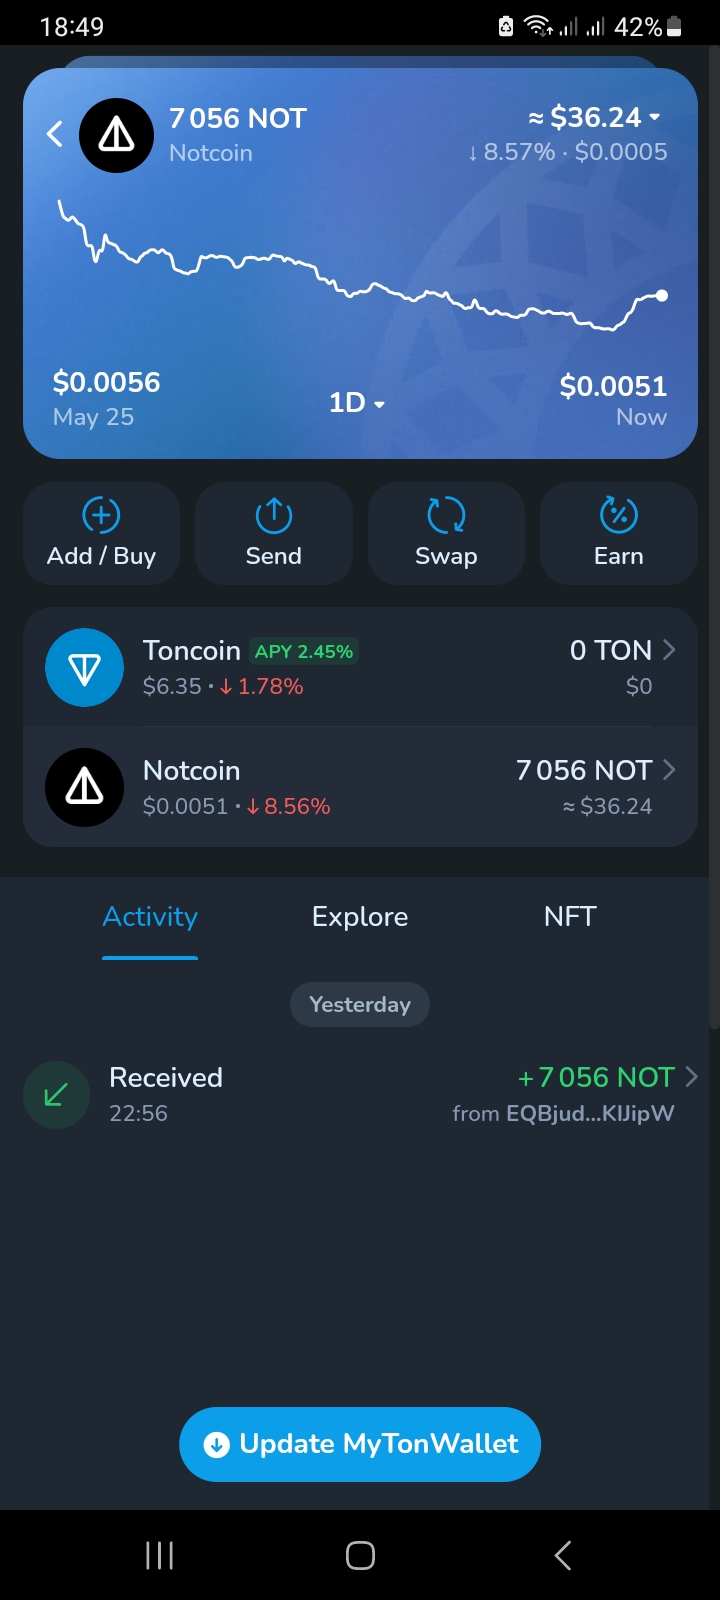 18:49
42%
7 056 NOT
≈ $36.24
Notcoin
↓ 8.57% · $0.0005
$0.0056
May 25
1D
$0.0051
Now
Add / Buy
Send
Swap
Earn
Toncoin APY 2.45%
0 TON
$6.35 · ↓ 1.78%
$0
Notcoin
7 056 NOT
$0.0051 · ↓ 8.56%
≈ $36.24
Activity
Explore
NFT
Yesterday
Received
+ 7 056 NOT
22:56
from EQBjud...KIJipW
Update MyTonWallet